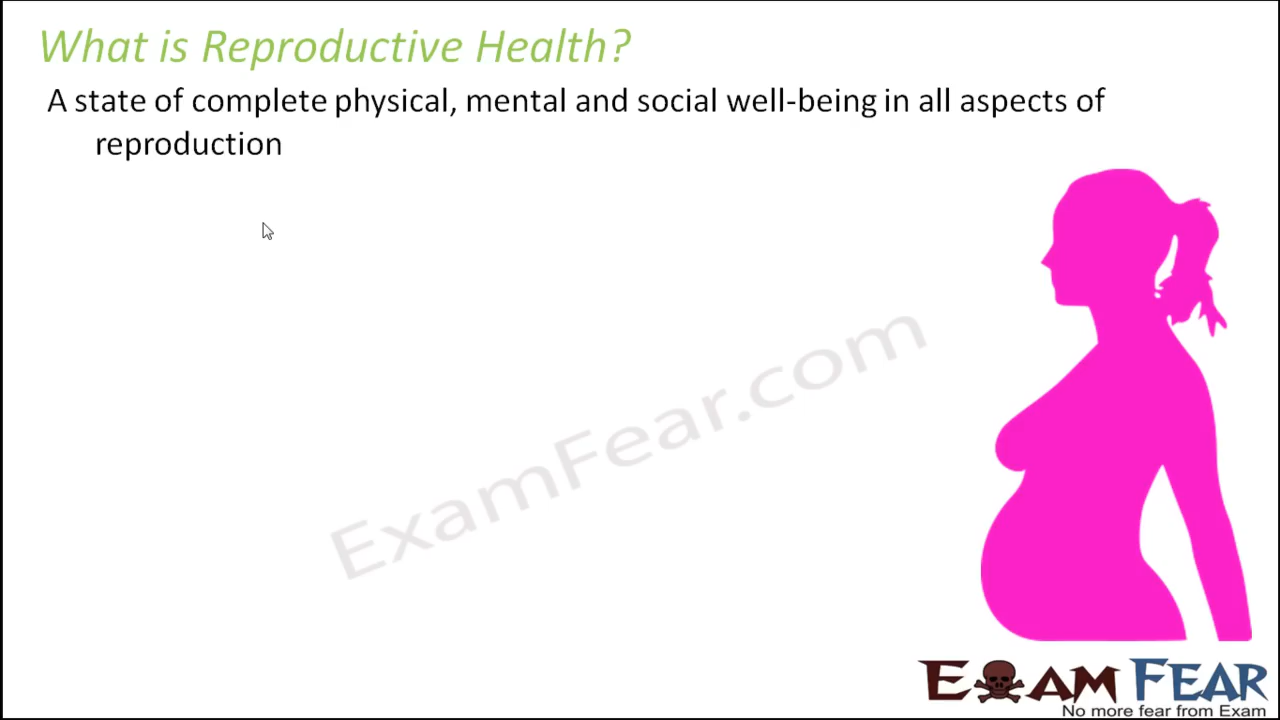 What is Reproductive Health?
A state of complete physical, mental and social well-being in all aspects of
reproduction
ExamFear.com
EXAM FEAR
No more fear from Exam